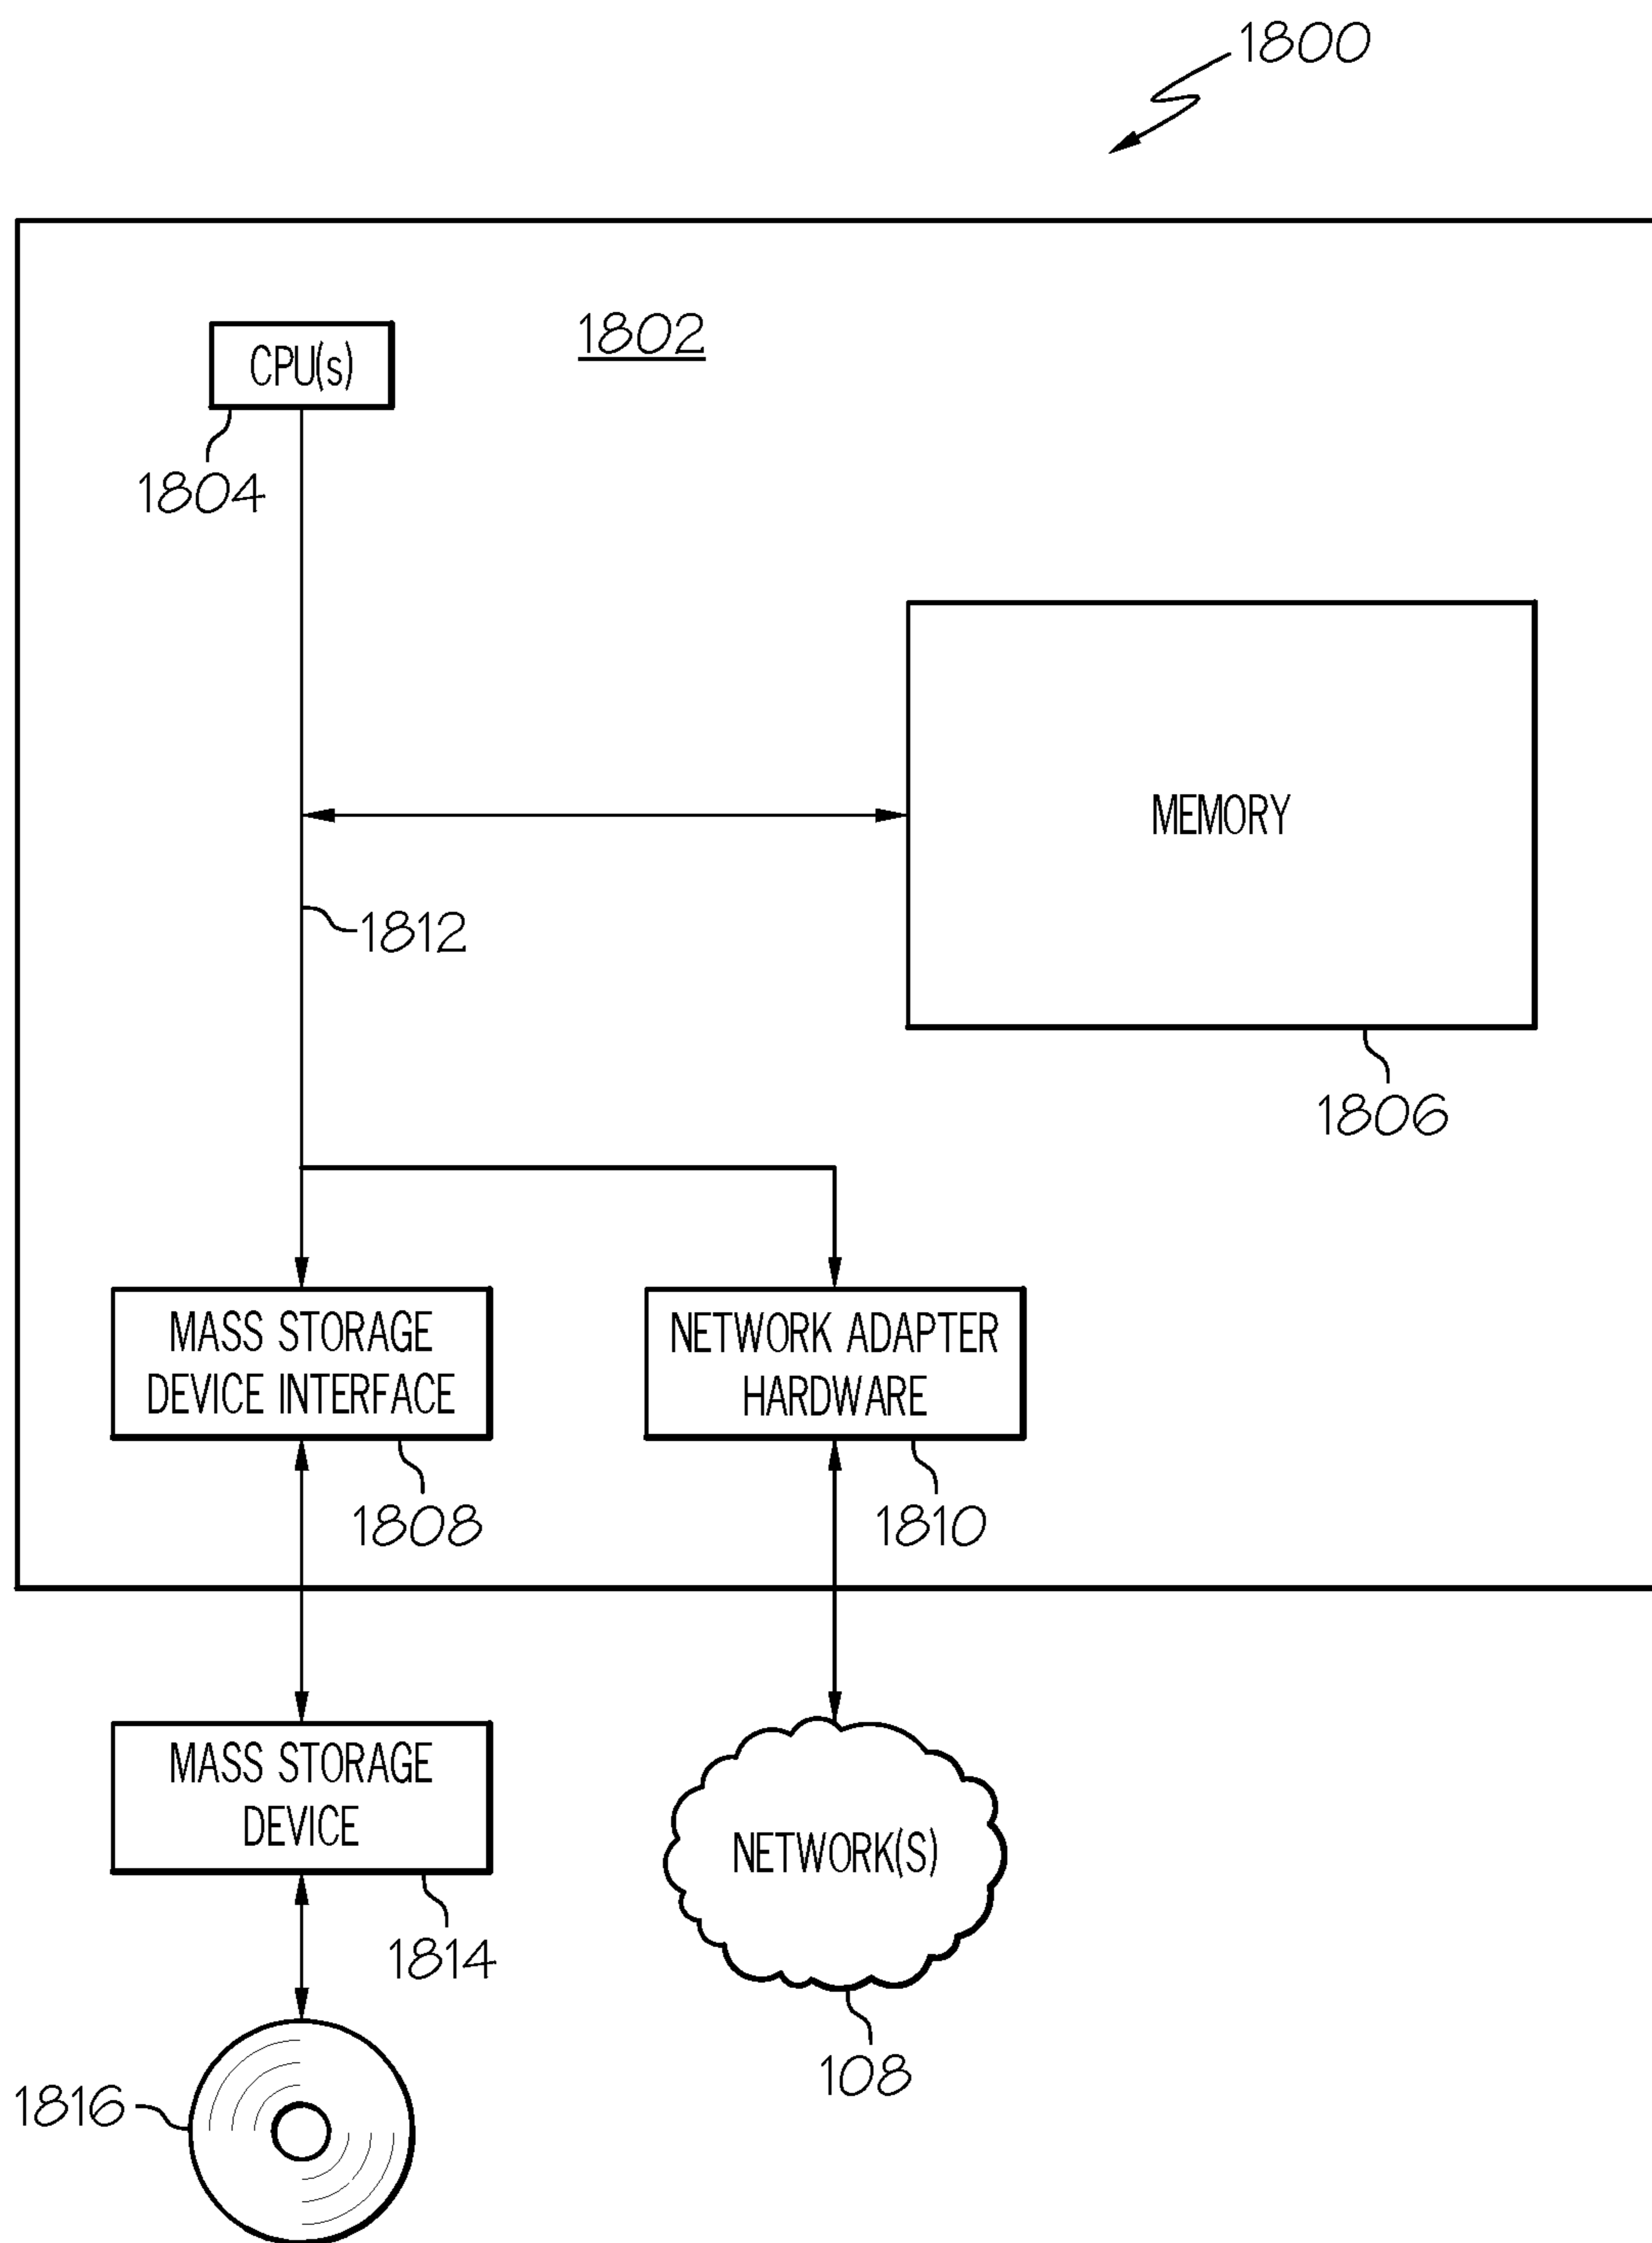 1800
1802
CPU(s)
1804
MEMORY
1812
1806
MASS STORAGE
DEVICE INTERFACE
NETWORK ADAPTER
HARDWARE
1808
1810
MASS STORAGE
DEVICE
NETWORK(S)
1814
108
1816